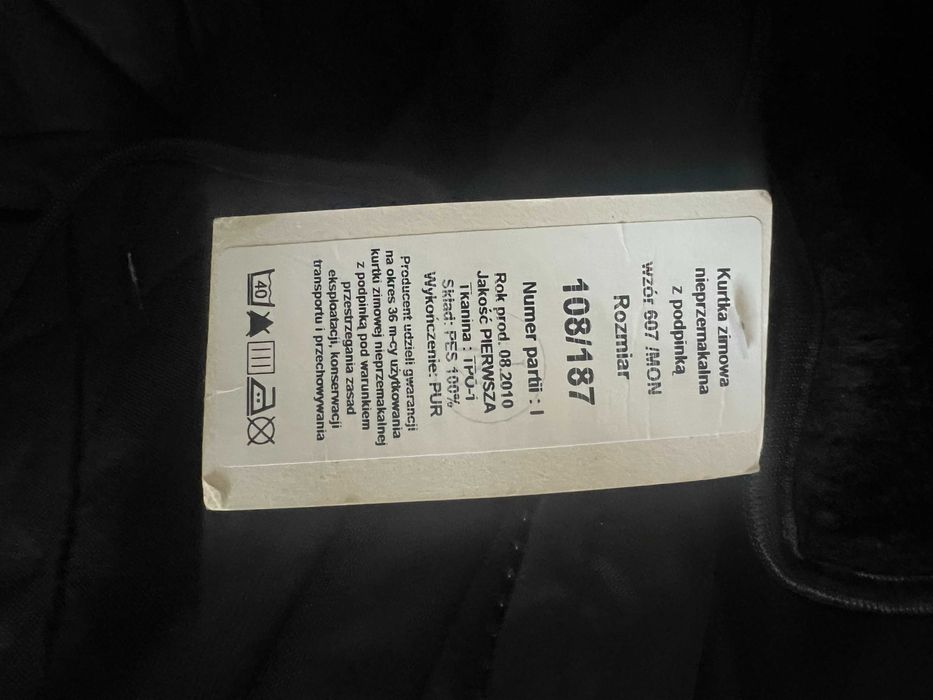 Kurtka zimowa
nieprzemakalna
z podpinką
wzór 607 /MON
Rozmiar
108/187
Numer partii : I
Rok prod. 08.2010
Jakość PIERWSZA
Tkanina : TPO-i
Skład: PES 100%
Wykończenie: PUR
Producent udzieli gwarancji
na okres 36 m-cy użytkowania
kurtki zimowej nieprzemakalnej
z podpinką pod warunkiem
przestrzegania zasad
eksploatacji, konserwacji
transportu i przechowywania
40